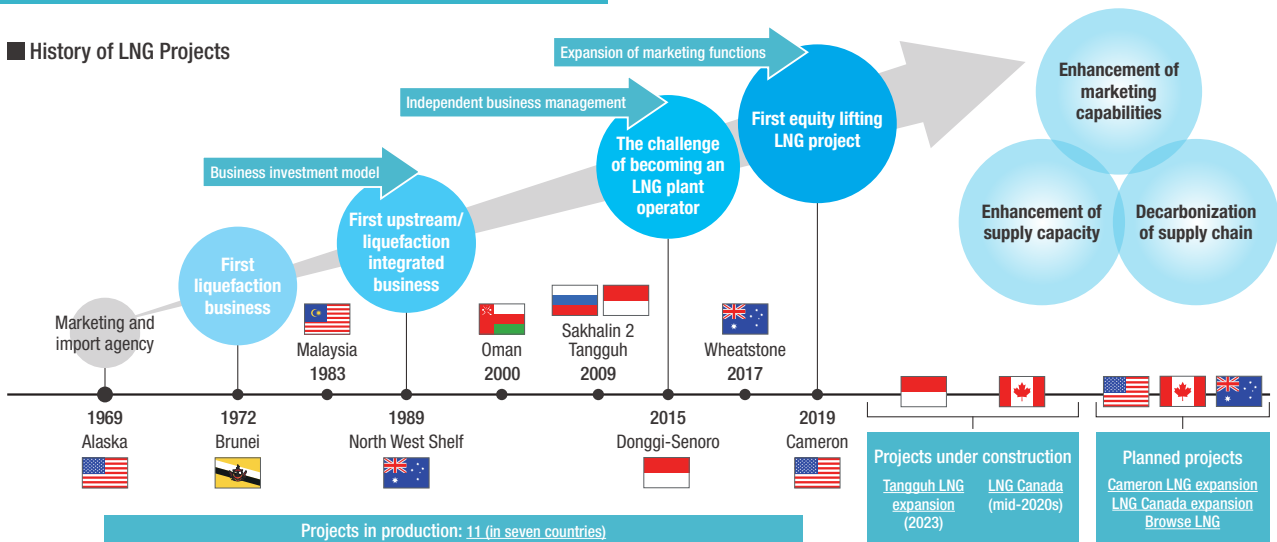 History of LNG Projects
Expansion of marketing functions
Independent business management
Business investment model
Marketing and
import agency
First
liquefaction
business
First upstream/
liquefaction
integrated
business
The challenge
of becoming an
LNG plant
operator
First equity lifting
LNG project
Enhancement of
marketing
capabilities
Enhancement of
supply capacity
Decarbonization
of supply chain
Malaysia
1983
Oman
2000
Sakhalin 2
Tangguh
2009
Wheatstone
2017
1969
Alaska
1972
Brunei
1989
North West Shelf
2015
Donggi-Senoro
2019
Cameron
Projects under construction
Tangguh LNG
expansion
(2023)
LNG Canada
(mid-2020s)
Planned projects
Cameron LNG expansion
LNG Canada expansion
Browse LNG
Projects in production: 11 (in seven countries)